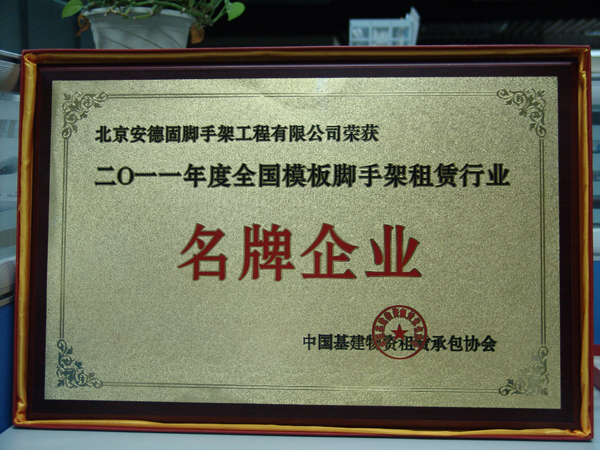 北京安德固脚手架工程有限公司荣获
二〇一一年度全国模板脚手架租赁行业
名牌企业
中国基建物资租赁承包协会